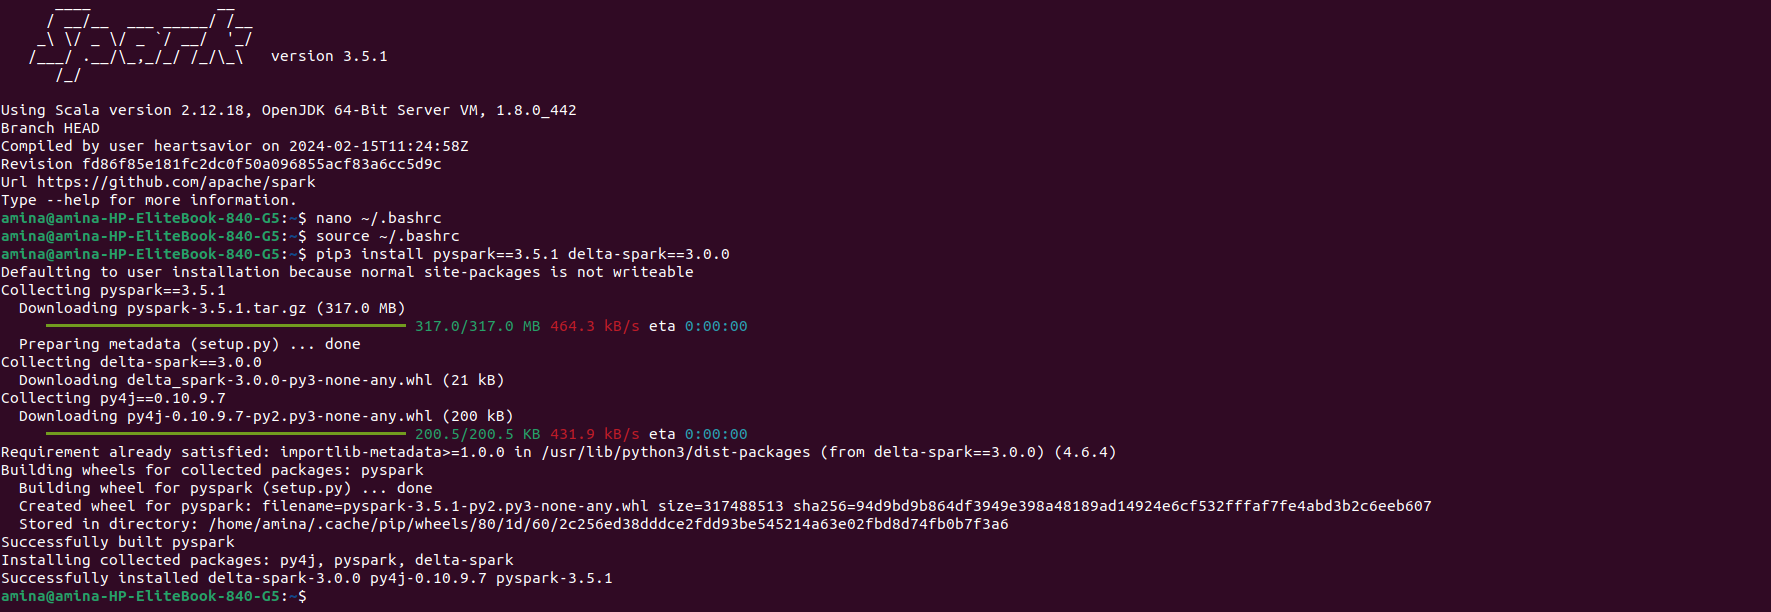 ____              __
     / __/__  ___ _____/ /__
    _\ \/ _ \/ _ `/ __/  '_/
   /___/ .__/\_,_/_/ /_/\_\   version 3.5.1
      /_/

Using Scala version 2.12.18, OpenJDK 64-Bit Server VM, 1.8.0_442
Branch HEAD
Compiled by user heartsavior on 2024-02-15T11:24:58Z
Revision fd86f85e181fc2dc0f50a096855acf83a6cc5d9c
Url https://github.com/apache/spark
Type --help for more information.
amina@amina-HP-EliteBook-840-G5:~$ nano ~/.bashrc
amina@amina-HP-EliteBook-840-G5:~$ source ~/.bashrc
amina@amina-HP-EliteBook-840-G5:~$ pip3 install pyspark==3.5.1 delta-spark==3.0.0
Defaulting to user installation because normal site-packages is not writeable
Collecting pyspark==3.5.1
  Downloading pyspark-3.5.1.tar.gz (317.0 MB)
     317.0/317.0 MB 464.3 kB/s eta 0:00:00
  Preparing metadata (setup.py) ... done
Collecting delta-spark==3.0.0
  Downloading delta_spark-3.0.0-py3-none-any.whl (21 kB)
Collecting py4j==0.10.9.7
  Downloading py4j-0.10.9.7-py2.py3-none-any.whl (200 kB)
     200.5/200.5 KB 431.9 kB/s eta 0:00:00
Requirement already satisfied: importlib-metadata>=1.0.0 in /usr/lib/python3/dist-packages (from delta-spark==3.0.0) (4.6.4)
Building wheels for collected packages: pyspark
  Building wheel for pyspark (setup.py) ... done
  Created wheel for pyspark: filename=pyspark-3.5.1-py2.py3-none-any.whl size=317488513 sha256=94d9bd9b864df3949e398a48189ad14924e6cf532fffaf7fe4abd3b2c6eeb607
  Stored in directory: /home/amina/.cache/pip/wheels/80/1d/60/2c256ed38dddce2fdd93be545214a63e02fbd8d74fb0b7f3a6
Successfully built pyspark
Installing collected packages: py4j, pyspark, delta-spark
Successfully installed delta-spark-3.0.0 py4j-0.10.9.7 pyspark-3.5.1
amina@amina-HP-EliteBook-840-G5:~$